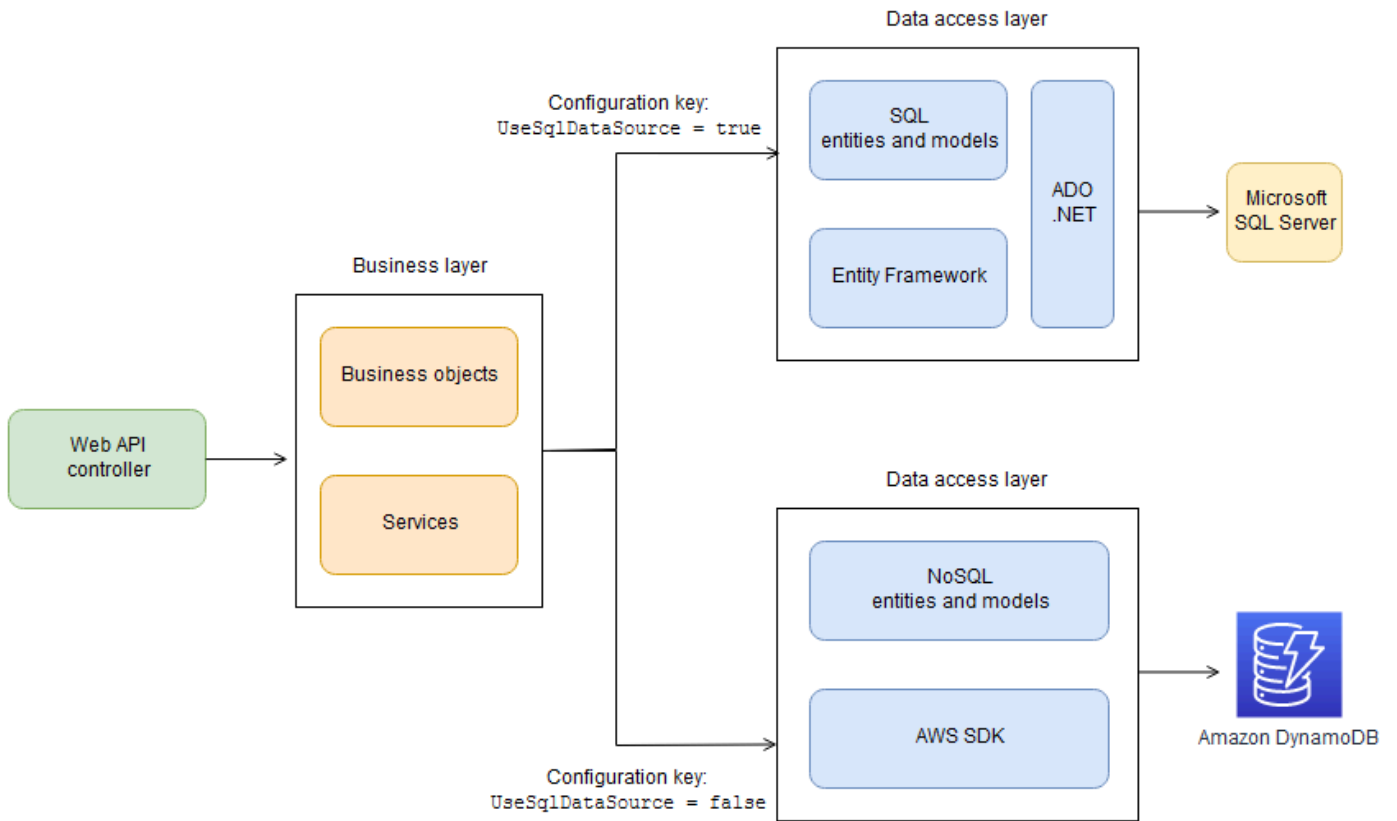 Data access layer
Configuration key:
UseSqlDataSource = true
SQL
entities and models
ADO
.NET
Entity Framework
Microsoft
SQL Server
Business layer
Business objects
Services
Web API
controller
Data access layer
NoSQL
entities and models
AWS SDK
Amazon DynamoDB
Configuration key:
UseSqlDataSource = false